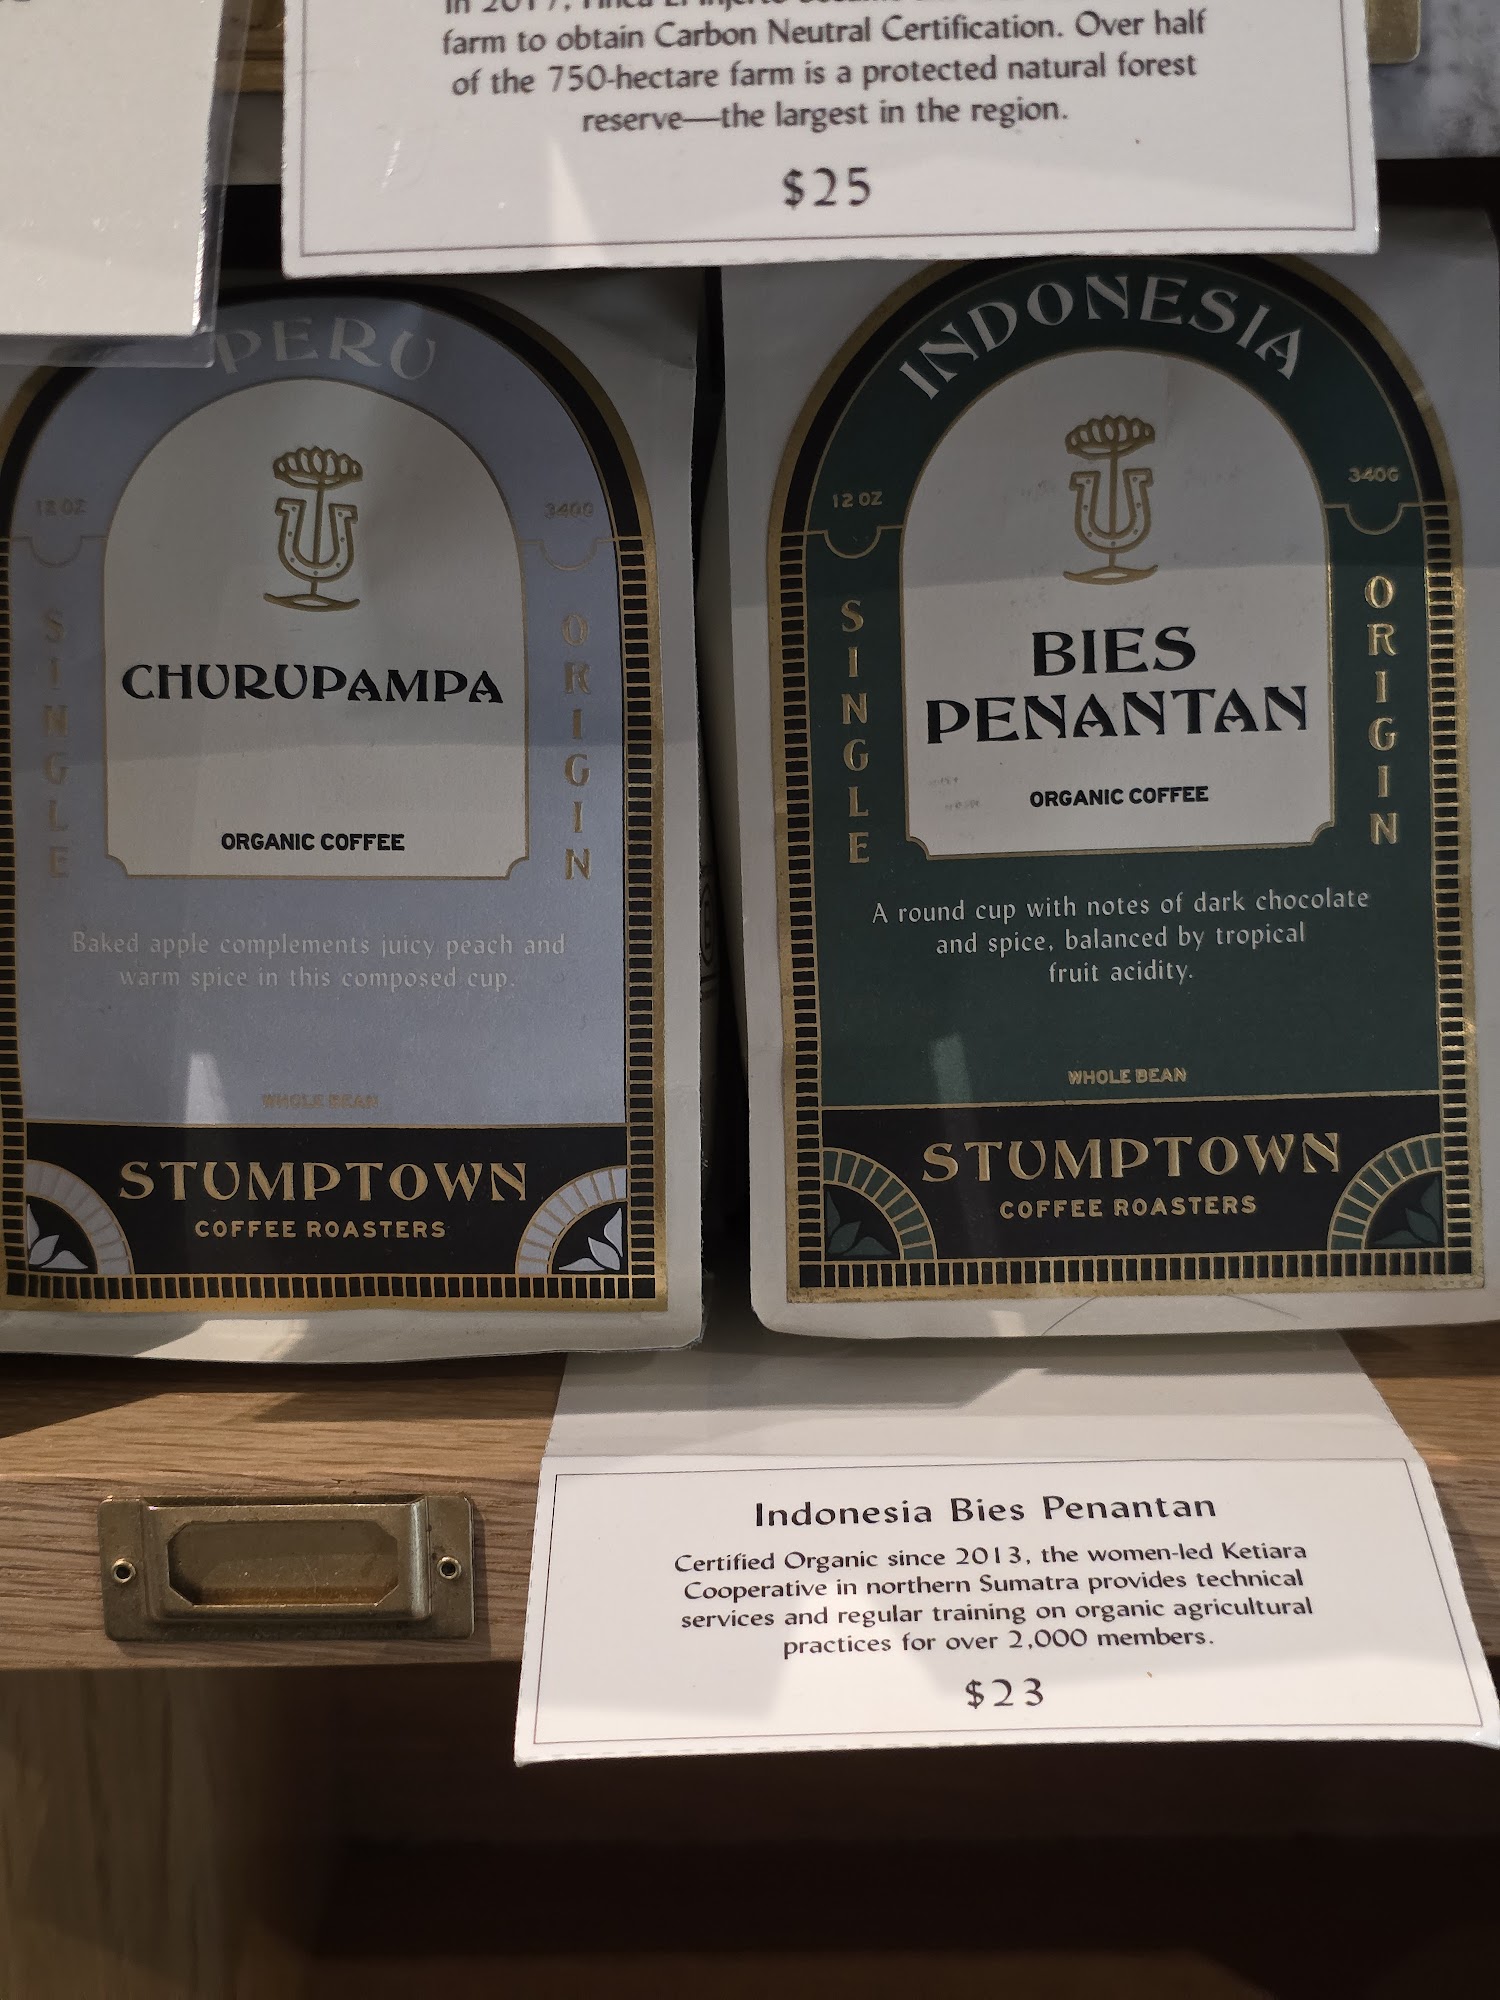 In 2017, Finca El Injerto
farm to obtain Carbon Neutral Certification. Over half
of the 750-hectare farm is a protected natural forest
reserve—the largest in the region.
$25
PERU
12 OZ
340G
SINGLE
ORIGIN
CHURUPAMPA
ORGANIC COFFEE
Baked apple complements juicy peach and
warm spice in this composed cup.
WHOLE BEAN
STUMPTOWN
COFFEE ROASTERS
INDONESIA
12 OZ
340G
SINGLE
ORIGIN
BIES
PENANTAN
ORGANIC COFFEE
A round cup with notes of dark chocolate
and spice, balanced by tropical
fruit acidity.
WHOLE BEAN
STUMPTOWN
COFFEE ROASTERS
Indonesia Bies Penantan
Certified Organic since 2013, the women-led Ketiara
Cooperative in northern Sumatra provides technical
services and regular training on organic agricultural
practices for over 2,000 members.
$23